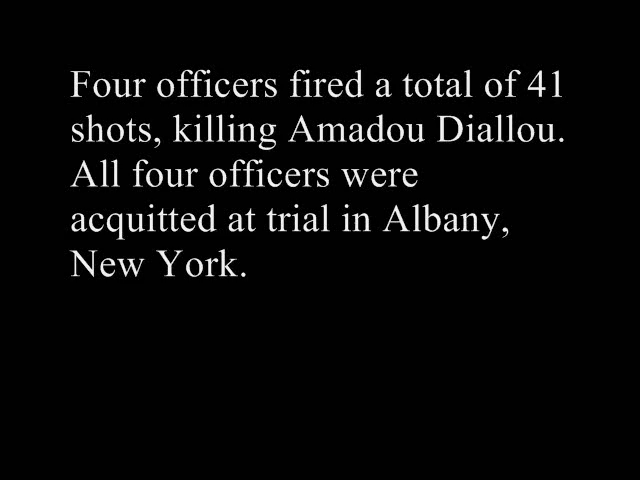 Four officers fired a total of 41
shots, killing Amadou Diallou.
All four officers were
acquitted at trial in Albany,
New York.